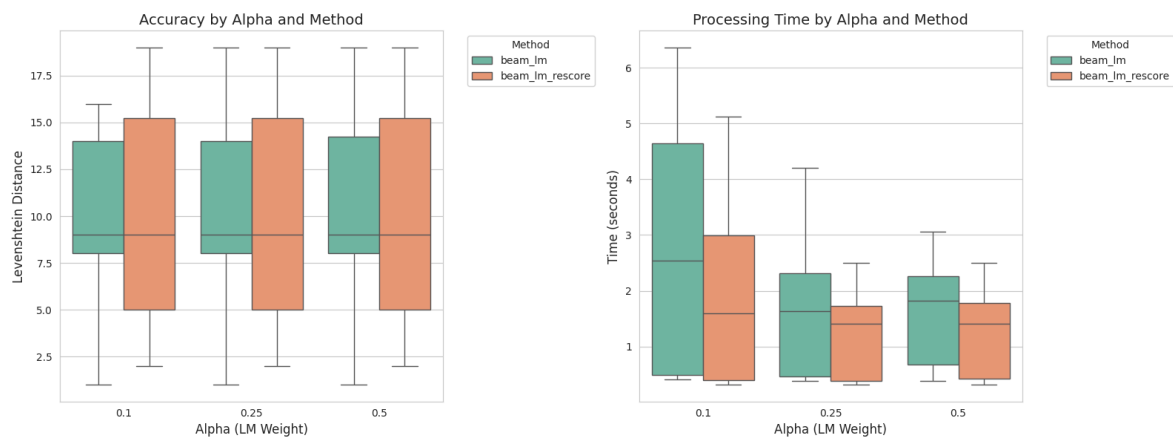 Accuracy by Alpha and Method
Levenshtein Distance
17.5
15.0
12.5
10.0
7.5
5.0
2.5
0.1
0.25
0.5
Alpha (LM Weight)
Method
beam_lm
beam_lm_rescore
Processing Time by Alpha and Method
Time (seconds)
6
5
4
3
2
1
0.1
0.25
0.5
Alpha (LM Weight)
Method
beam_lm
beam_lm_rescore